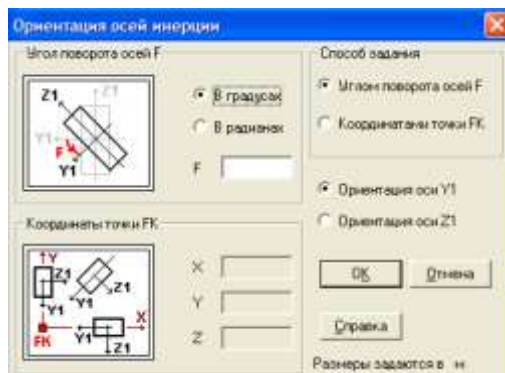 Ориентация осей инерции
Угол поворота осей F
Z1
Z1
Y1
F
Y1
В градусах
В радианах
F
Способ задания
Углом поворота осей F
Координатами точки FK
Ориентация оси Y1
Ориентация оси Z1
Координаты точки FK
Y
Z1
Z1
Y1
Y1
X
FK
Y1
Z1
X
Y
Z
OK
Отмена
Справка
Размеры задаются в м